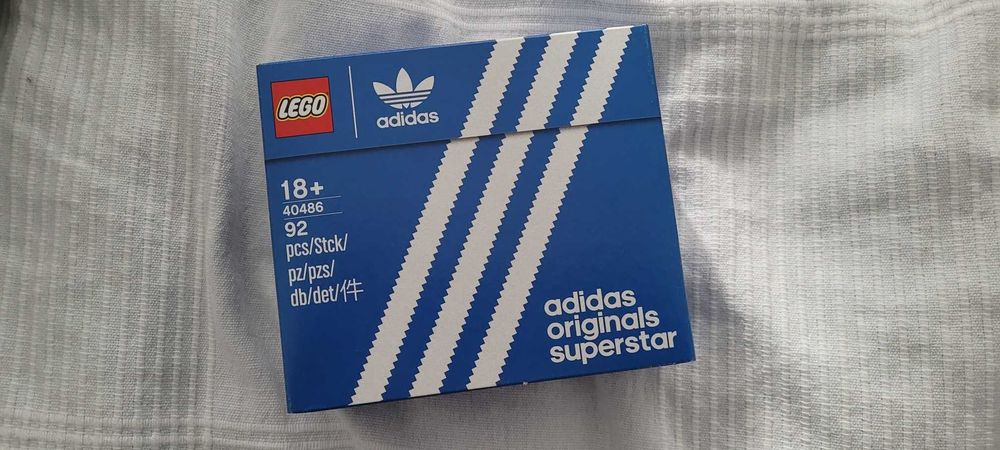 LEGO
adidas
18+
40486
92
pcs/Stck/
pz/pzs/
db/det/件
adidas
originals
superstar